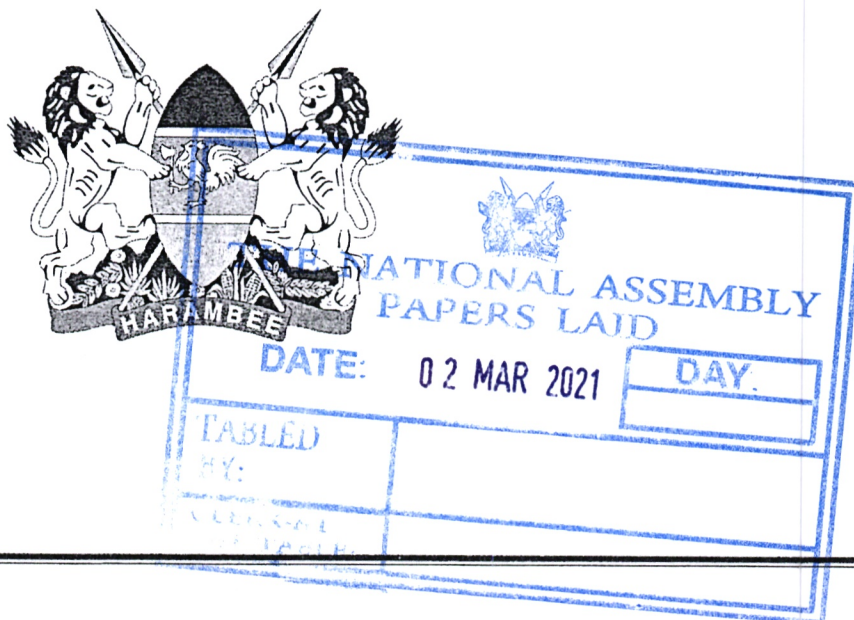 HARAMBEE
THE NATIONAL ASSEMBLY
PAPERS LAID
DATE: 02 MAR 2021 DAY.
TABLED
BY: